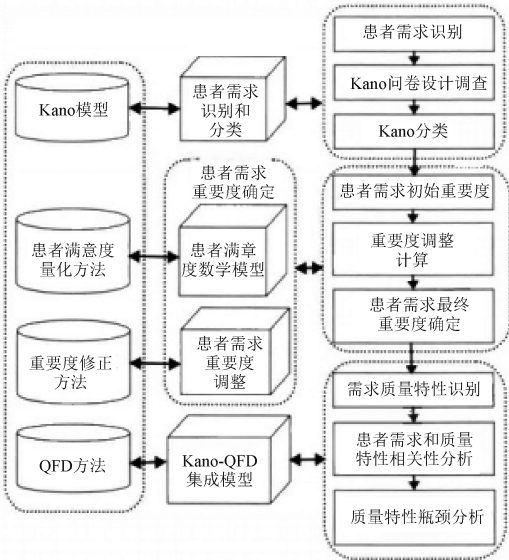 患者需求识别
Kano问卷设计调查
Kano分类
Kano模型
患者需求
识别和
分类
患者需求
重要度确定
患者满意度
量化方法
患者满章
度数学模型
重要度修正
方法
患者需求
重要度
调整
患者需求初始重要度
重要度调整
计算
患者需求最终
重要度确定
QFD方法
Kano-QFD
集成模型
需求质量特性识别
患者需求和质量
特性相关性分析
质量特性瓶颈分析